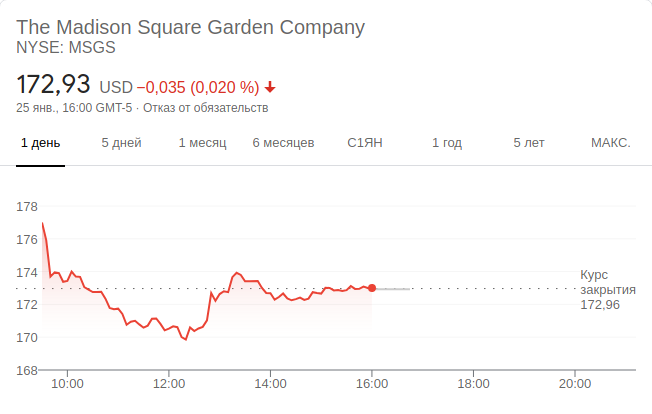 The Madison Square Garden Company
NYSE: MSGS
172,93 USD −0,035 (0,020 %)
25 янв., 16:00 GMT-5 · Отказ от обязательств
1 день 5 дней 1 месяц 6 месяцев С1ЯН 1 год 5 лет МАКС.
178
176
174
172
170
168
Курс
закрытия
172,96
10:00 12:00 14:00 16:00 18:00 20:00